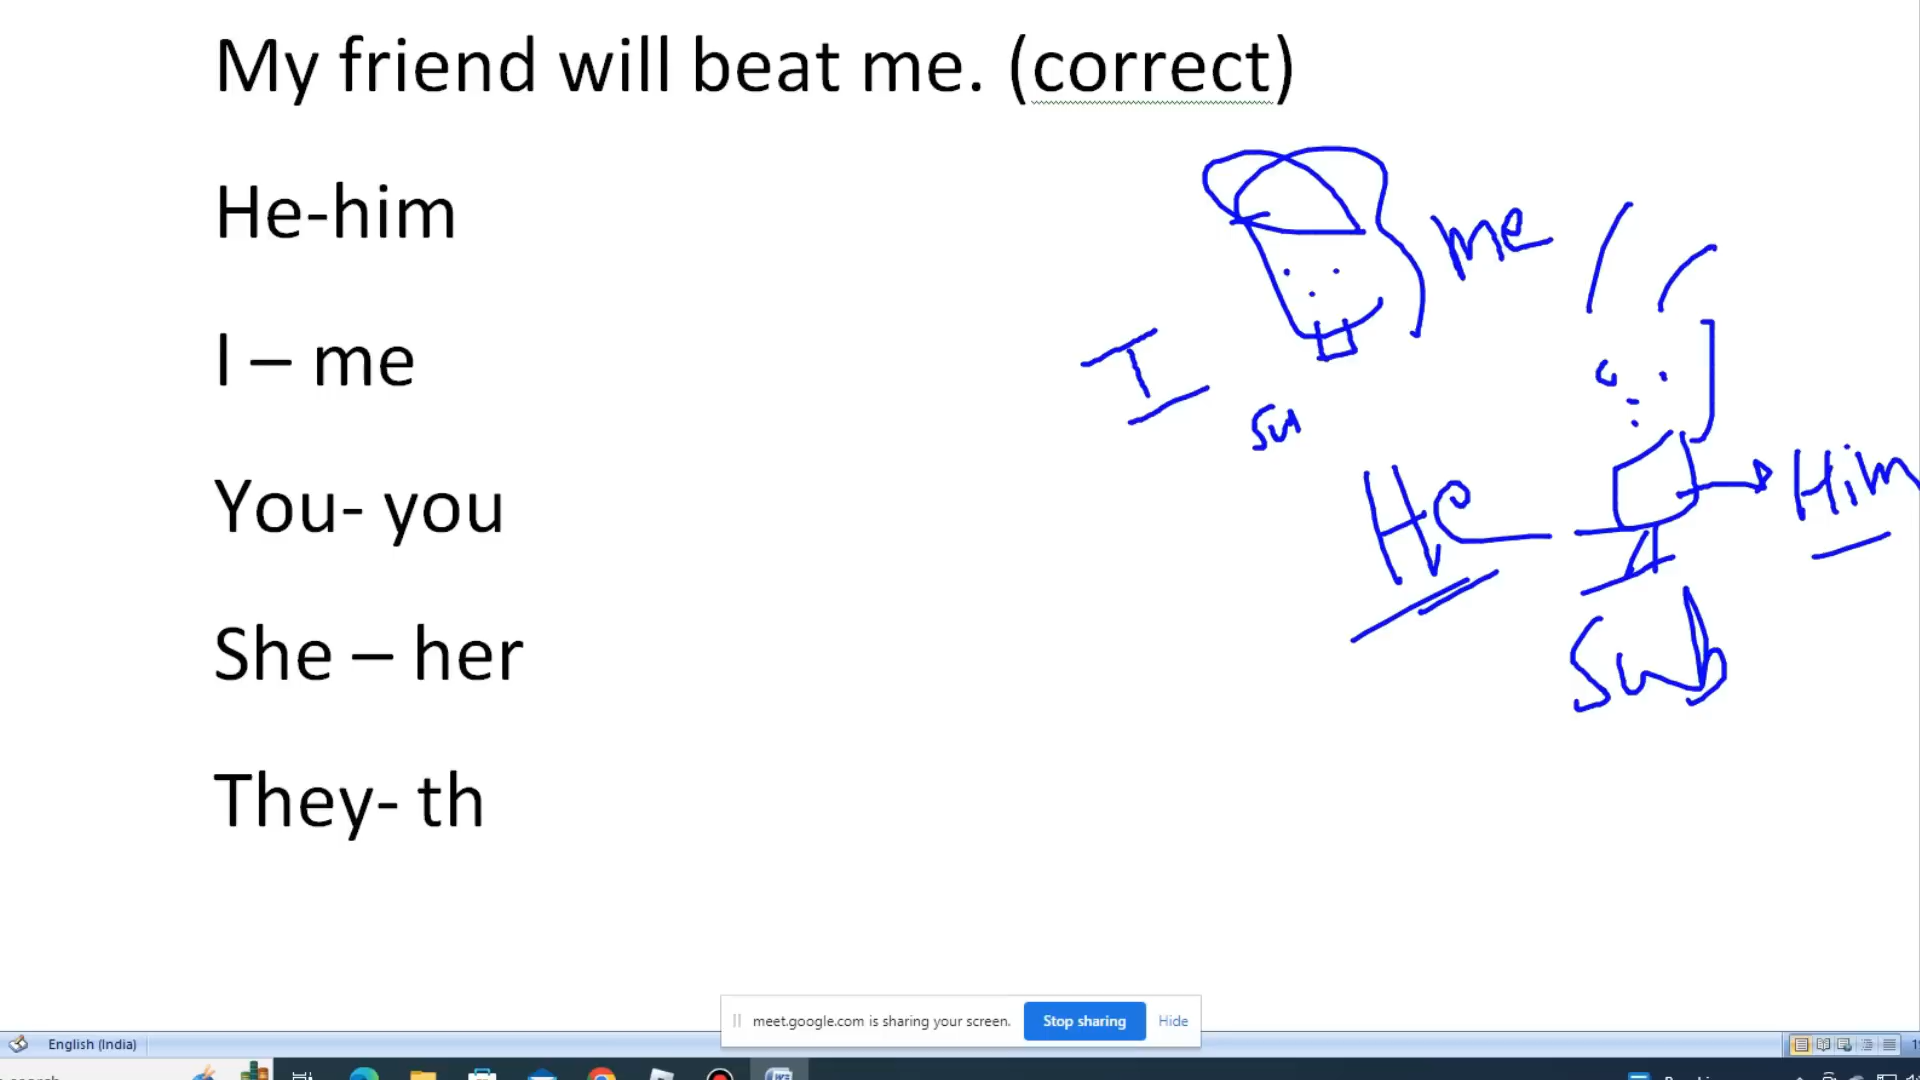 My friend will beat me. (correct)
He-him
me
I – me
I
su
You- you
He
Him
She – her
Sub
They- th
meet.google.com is sharing your screen.
Stop sharing
Hide
English (India)